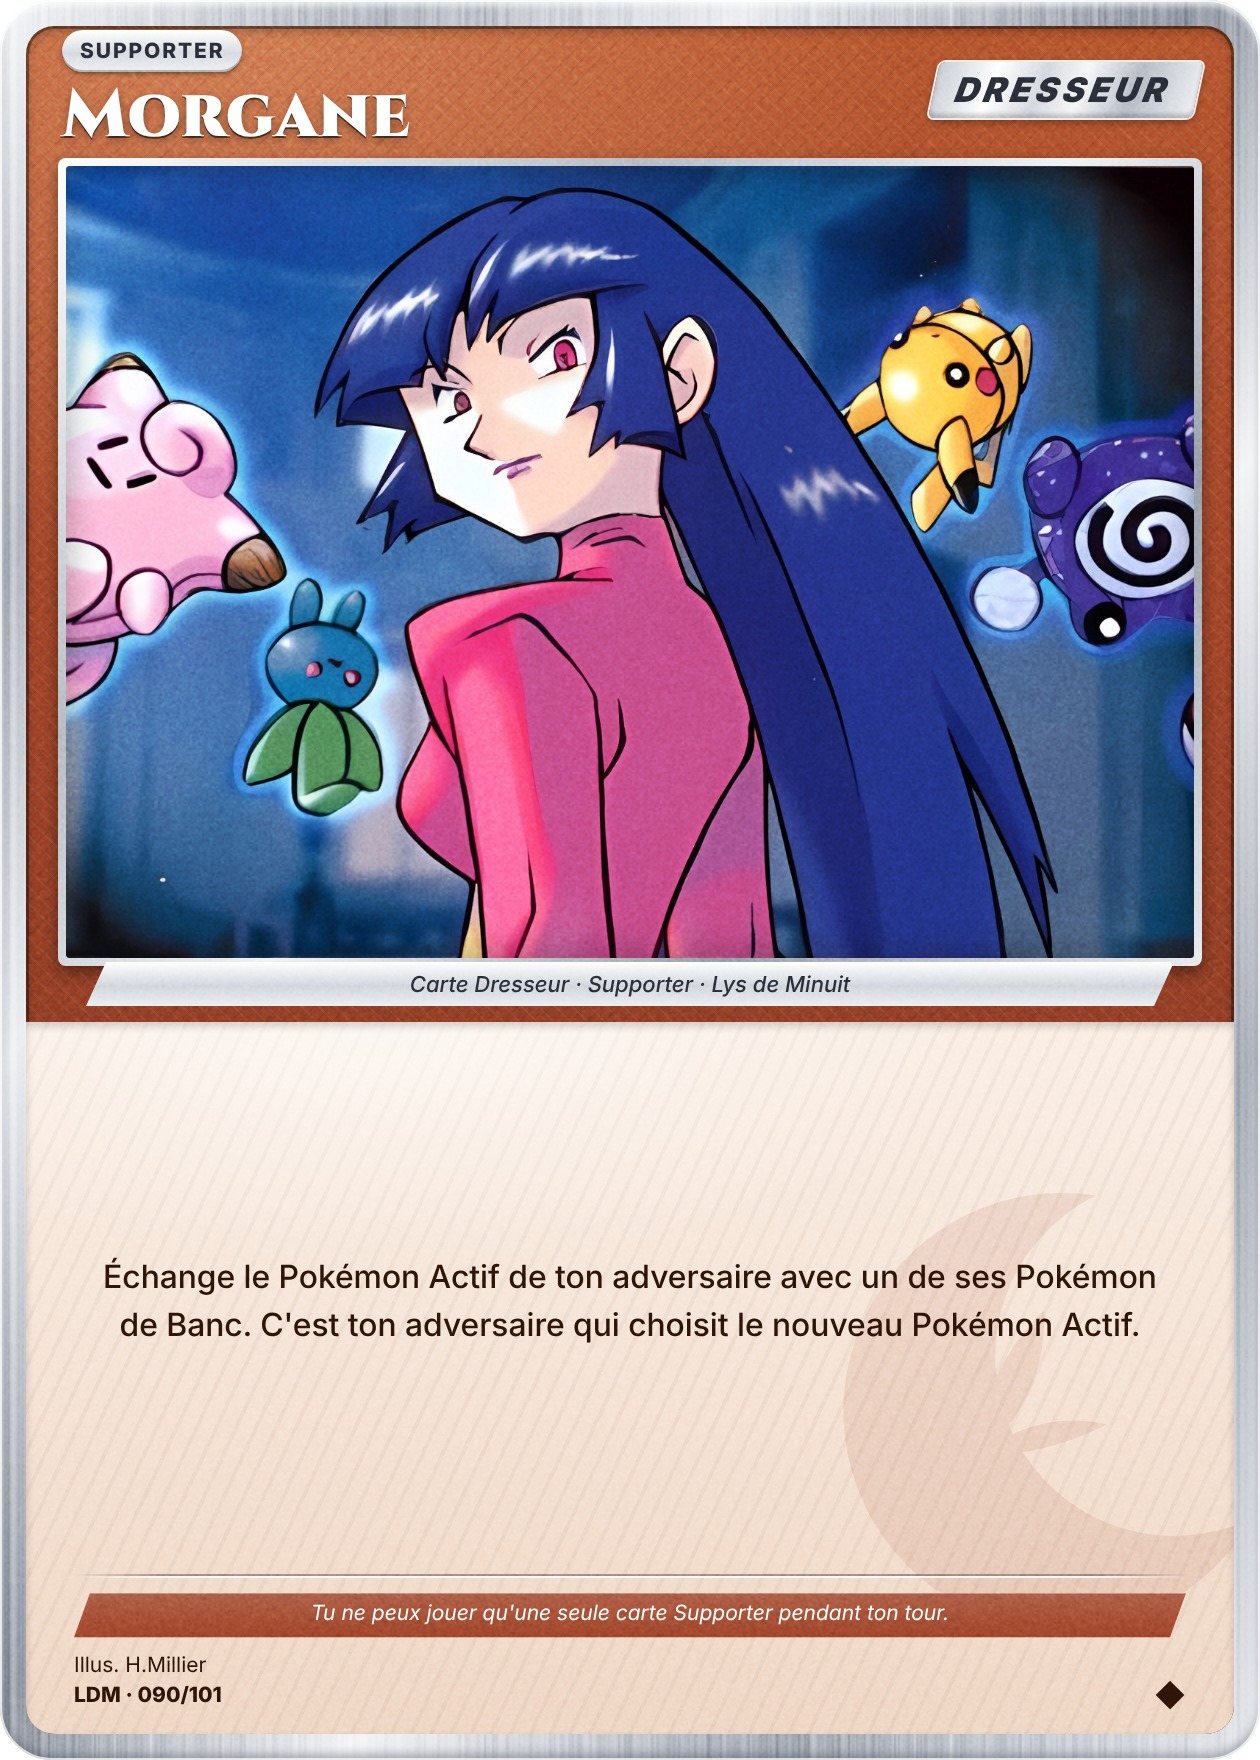 SUPPORTER
MORGANE
DRESSEUR
Carte Dresseur · Supporter · Lys de Minuit
Échange le Pokémon Actif de ton adversaire avec un de ses Pokémon
de Banc. C'est ton adversaire qui choisit le nouveau Pokémon Actif.
Tu ne peux jouer qu'une seule carte Supporter pendant ton tour.
Illus. H.Millier
LDM · 090/101